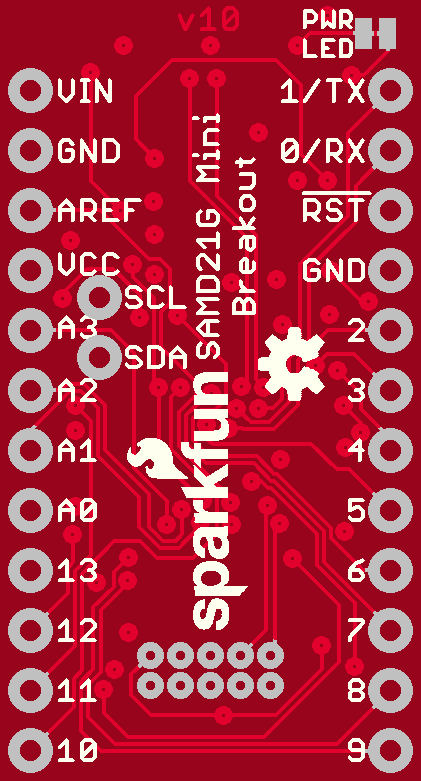 v10
PWR
LED
VIN
1/TX
GND
0/RX
AREF
RST
VCC
GND
SCL
A3
2
SDA
A2
3
A1
4
A0
5
13
6
12
7
11
8
10
9
SAMD21G Mini
Breakout
sparkfun